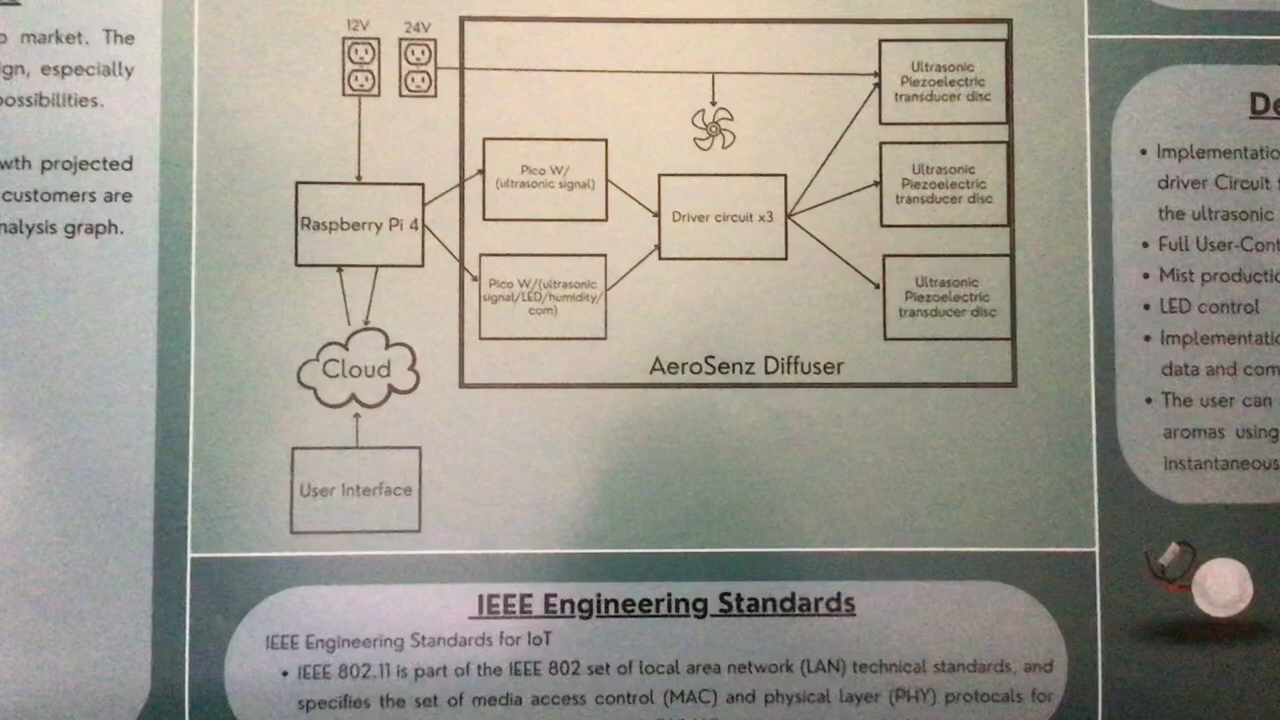 market. The
especially
possibilities.
projected
customers are
graph.
12V
24V
Ultrasonic
Piezoelectric
transducer disc
Pico W/
(ultrasonic signal)
Ultrasonic
Piezoelectric
transducer disc
Raspberry Pi 4
Driver circuit x3
Pico W/(ultrasonic
signal/LED/humidity/
com)
Ultrasonic
Piezoelectric
transducer disc
AeroSenz Diffuser
Cloud
User Interface
IEEE Engineering Standards
IEEE Engineering Standards for IoT
• IEEE 802.11 is part of the IEEE 802 set of local area network (LAN) technical standards, and
specifies the set of media access control (MAC) and physical layer (PHY) protocals for
De
• Implementatio
driver Circuit
the ultrasonic
• Full User-Cont
• Mist productio
• LED control
• Implementatio
data and com
• The user can
aromas using
instantaneous